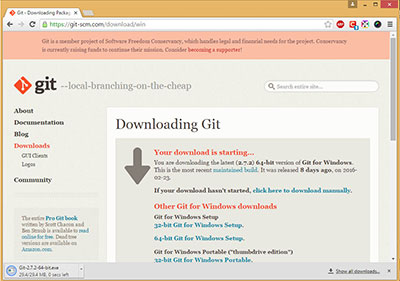 Git - Downloading Packa
https://git-scm.com/download/win
Git is a member project of Software Freedom Conservancy, which handles legal and financial needs for the project. Conservancy
is currently raising funds to continue their mission. Consider becoming a supporter!
git --local-branching-on-the-cheap
Search entire site...
About
Documentation
Blog
Downloads
GUI Clients
Logos
Community
The entire Pro Git book
written by Scott Chacon and
Ben Straub is available to read
online for free. Dead tree
versions are available on
Amazon.com.
Downloading Git
Your download is starting...
You are downloading the latest (2.7.2) 64-bit version of Git for Windows.
This is the most recent maintained build. It was released 8 days ago, on 2016-
02-23.
If your download hasn't started, click here to download manually.
Other Git for Windows downloads
Git for Windows Setup
32-bit Git for Windows Setup.
64-bit Git for Windows Setup.
Git for Windows Portable ("thumbdrive edition")
32-bit Git for Windows Portable.
Git-2.7.2-64-bit.exe
29.4/29.4 MB, 0 secs left
Show all downloads...